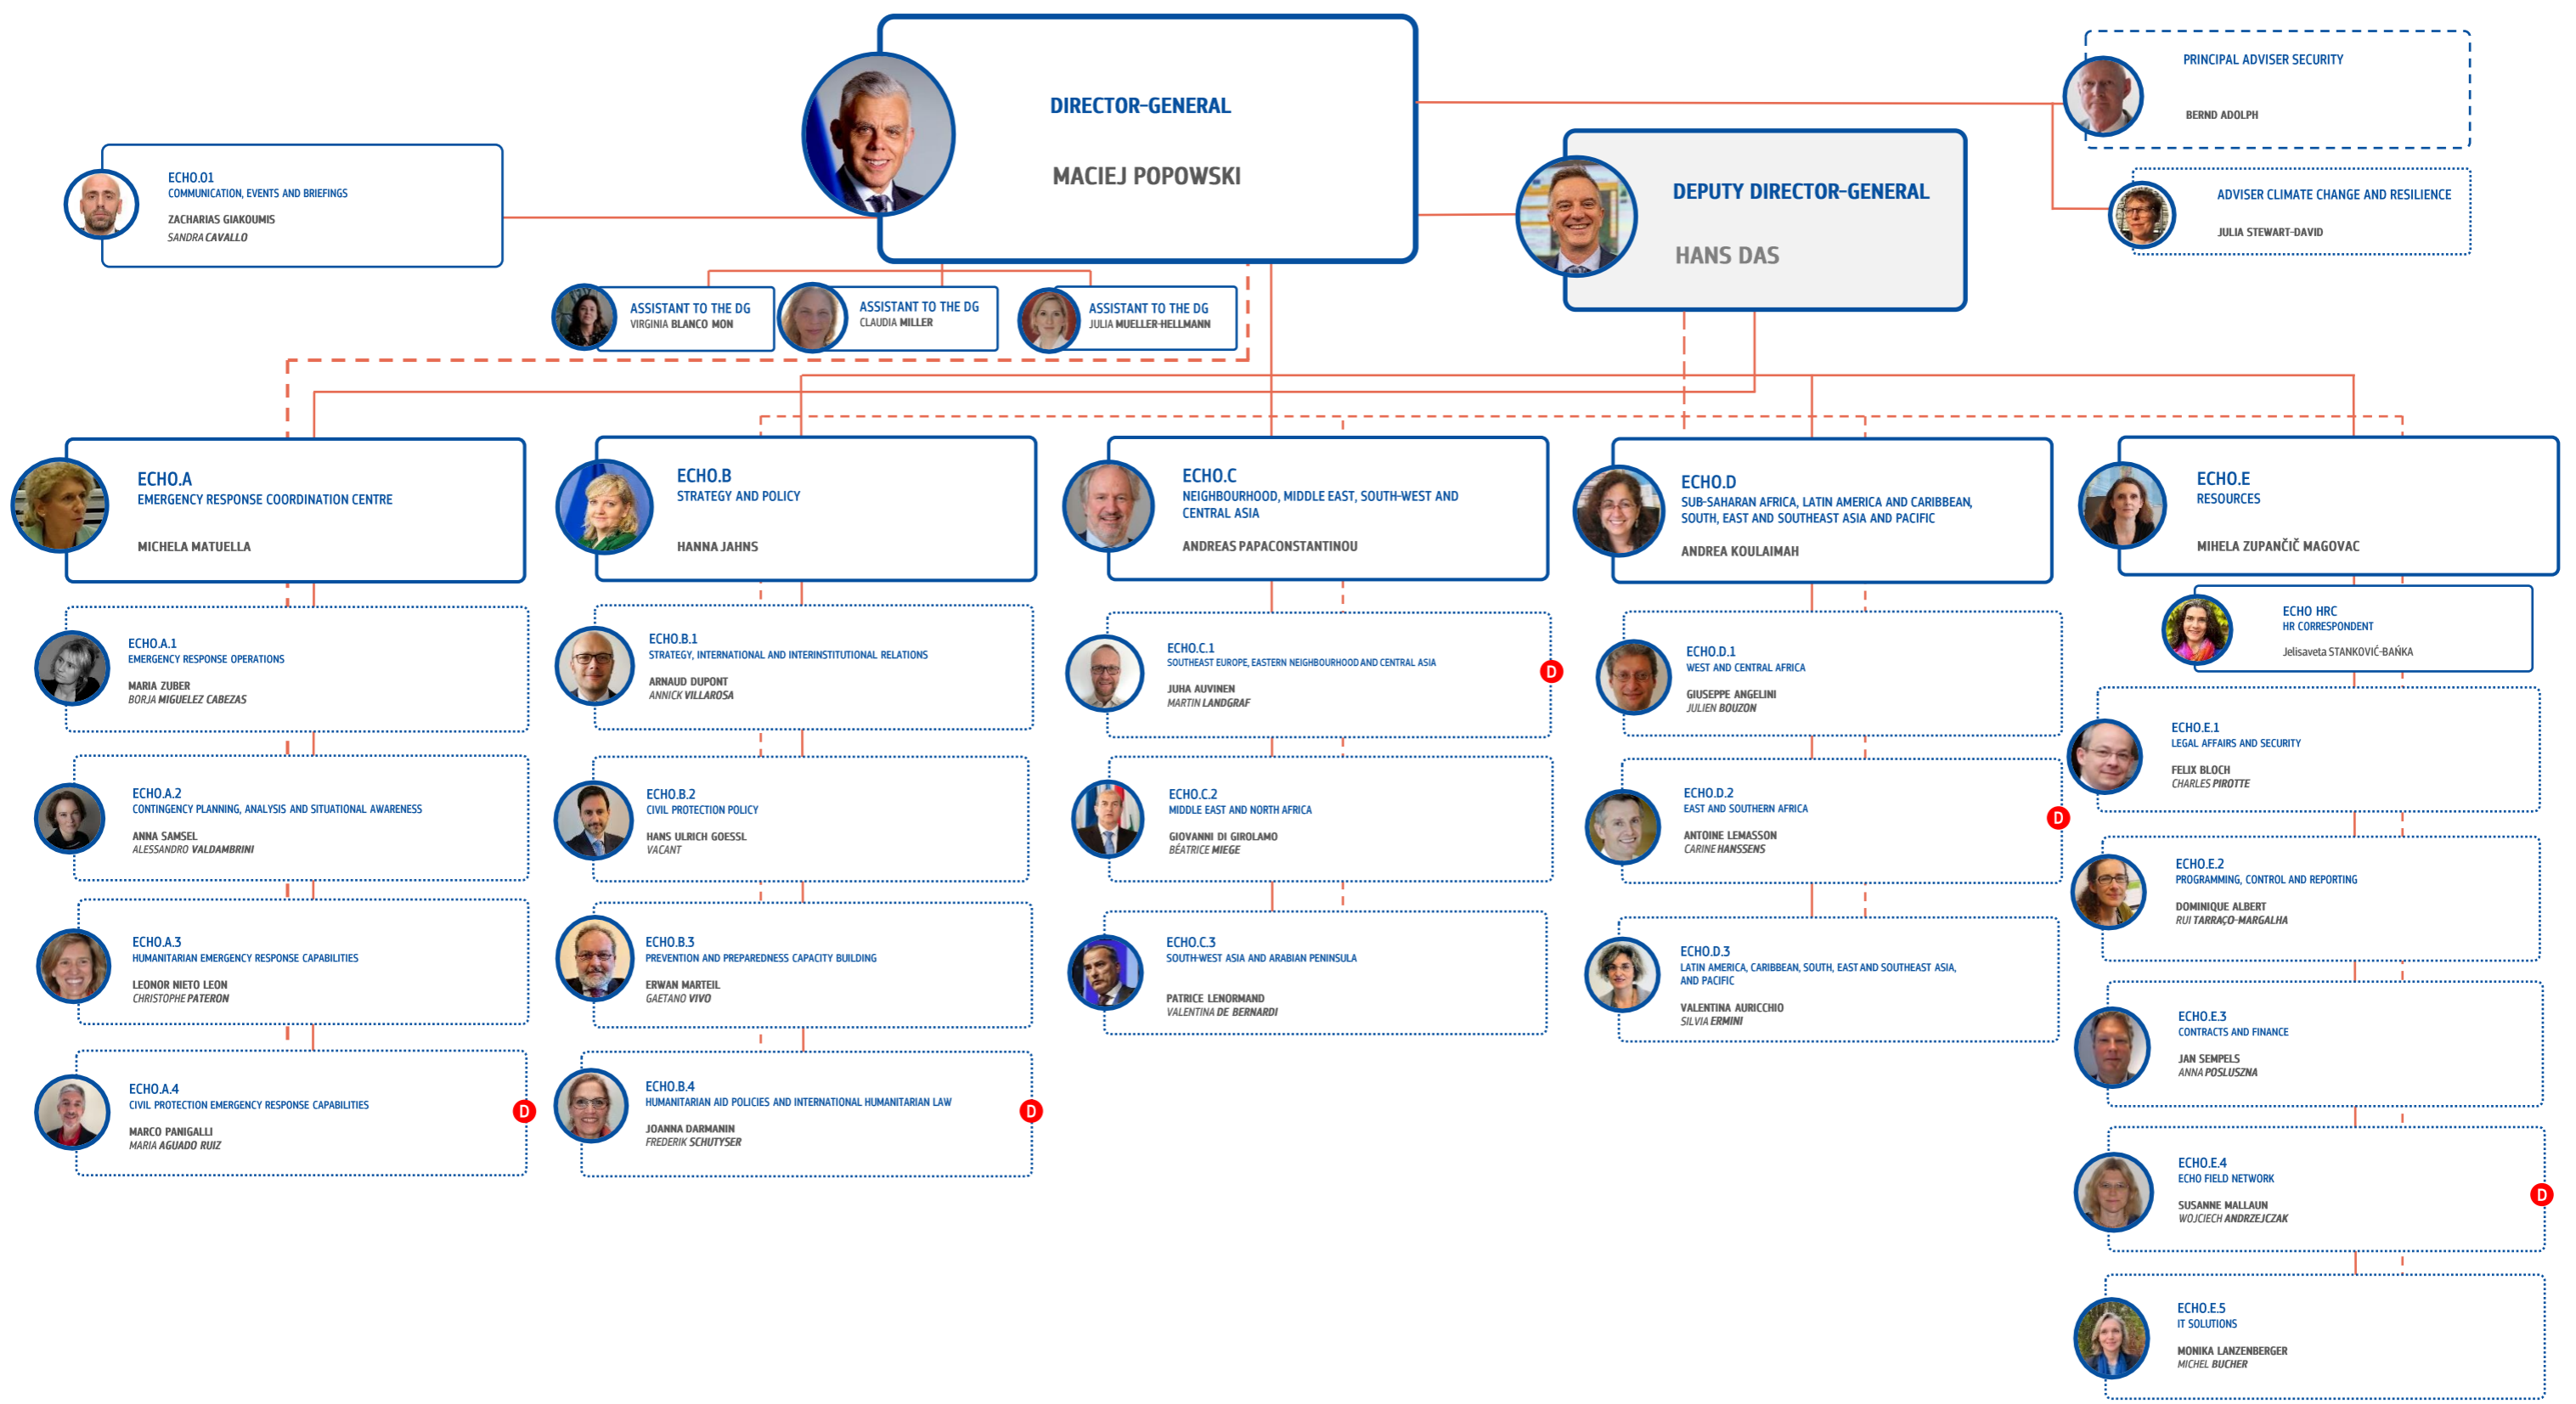 DIRECTOR-GENERAL
MACIEJ POPOWSKI
PRINCIPAL ADVISER SECURITY
BERND ADOLPH
ADVISER CLIMATE CHANGE AND RESILIENCE
JULIA STEWART-DAVID
DEPUTY DIRECTOR-GENERAL
HANS DAS
ECHO.01
COMMUNICATION, EVENTS AND BRIEFINGS
ZACHARIAS GIAKOUMIS
SANDRA CAVALLO
ASSISTANT TO THE DG
VIRGINIA BLANCO MON
ASSISTANT TO THE DG
CLAUDIA MILLER
ASSISTANT TO THE DG
JULIA MUELLER-HELLMANN
ECHO.A
EMERGENCY RESPONSE COORDINATION CENTRE
MICHELA MATUELLA
ECHO.A.1
EMERGENCY RESPONSE OPERATIONS
MARIA ZUBER
BORJA MIGUELEZ CABEZAS
ECHO.A.2
CONTINGENCY PLANNING, ANALYSIS AND SITUATIONAL AWARENESS
ANNA SAMSEL
ALESSANDRO VALDAMBRINI
ECHO.A.3
HUMANITARIAN EMERGENCY RESPONSE CAPABILITIES
LEONOR NIETO LEON
CHRISTOPHE PATERON
ECHO.A.4
CIVIL PROTECTION EMERGENCY RESPONSE CAPABILITIES
MARCO PANIGALLI
MARIA AGUADO RUIZ
D
ECHO.B
STRATEGY AND POLICY
HANNA JAHNS
ECHO.B.1
STRATEGY, INTERNATIONAL AND INTERINSTITUTIONAL RELATIONS
ARNAUD DUPONT
ANNICK VILLAROSA
ECHO.B.2
CIVIL PROTECTION POLICY
HANS ULRICH GOESSL
VACANT
ECHO.B.3
PREVENTION AND PREPAREDNESS CAPACITY BUILDING
ERWAN MARTEIL
GAETANO VIVO
ECHO.B.4
HUMANITARIAN AID POLICIES AND INTERNATIONAL HUMANITARIAN LAW
JOANNA DARMANIN
FREDERIK SCHUTYSER
D
ECHO.C
NEIGHBOURHOOD, MIDDLE EAST, SOUTH-WEST AND
CENTRAL ASIA
ANDREAS PAPACONSTANTINOU
ECHO.C.1
SOUTHEAST EUROPE, EASTERN NEIGHBOURHOOD AND CENTRAL ASIA
JUHA AUVINEN
MARTIN LANDGRAF
D
ECHO.C.2
MIDDLE EAST AND NORTH AFRICA
GIOVANNI DI GIROLAMO
BÉATRICE MIEGE
ECHO.C.3
SOUTH-WEST ASIA AND ARABIAN PENINSULA
PATRICE LENORMAND
VALENTINA DE BERNARDI
ECHO.D
SUB-SAHARAN AFRICA, LATIN AMERICA AND CARIBBEAN,
SOUTH, EAST AND SOUTHEAST ASIA AND PACIFIC
ANDREA KOULAIMAH
ECHO.D.1
WEST AND CENTRAL AFRICA
GIUSEPPE ANGELINI
JULIEN BOUZON
ECHO.D.2
EAST AND SOUTHERN AFRICA
ANTOINE LEMASSON
CARINE HANSSENS
D
ECHO.D.3
LATIN AMERICA, CARIBBEAN, SOUTH, EAST AND SOUTHEAST ASIA,
AND PACIFIC
VALENTINA AURICCHIO
SILVIA ERMINI
ECHO.E
RESOURCES
MIHELA ZUPANČIČ MAGOVAC
ECHO HRC
HR CORRESPONDENT
Jelisaveta STANKOVIĆ-BAŃKA
ECHO.E.1
LEGAL AFFAIRS AND SECURITY
FELIX BLOCH
CHARLES PIROTTE
ECHO.E.2
PROGRAMMING, CONTROL AND REPORTING
DOMINIQUE ALBERT
RUI TARRAÇO-MARGALHA
ECHO.E.3
CONTRACTS AND FINANCE
JAN SEMPELS
ANNA POSLUSZNA
ECHO.E.4
ECHO FIELD NETWORK
SUSANNE MALLAUN
WOJCIECH ANDRZEJCZAK
D
ECHO.E.5
IT SOLUTIONS
MONIKA LANZENBERGER
MICHEL BUCHER